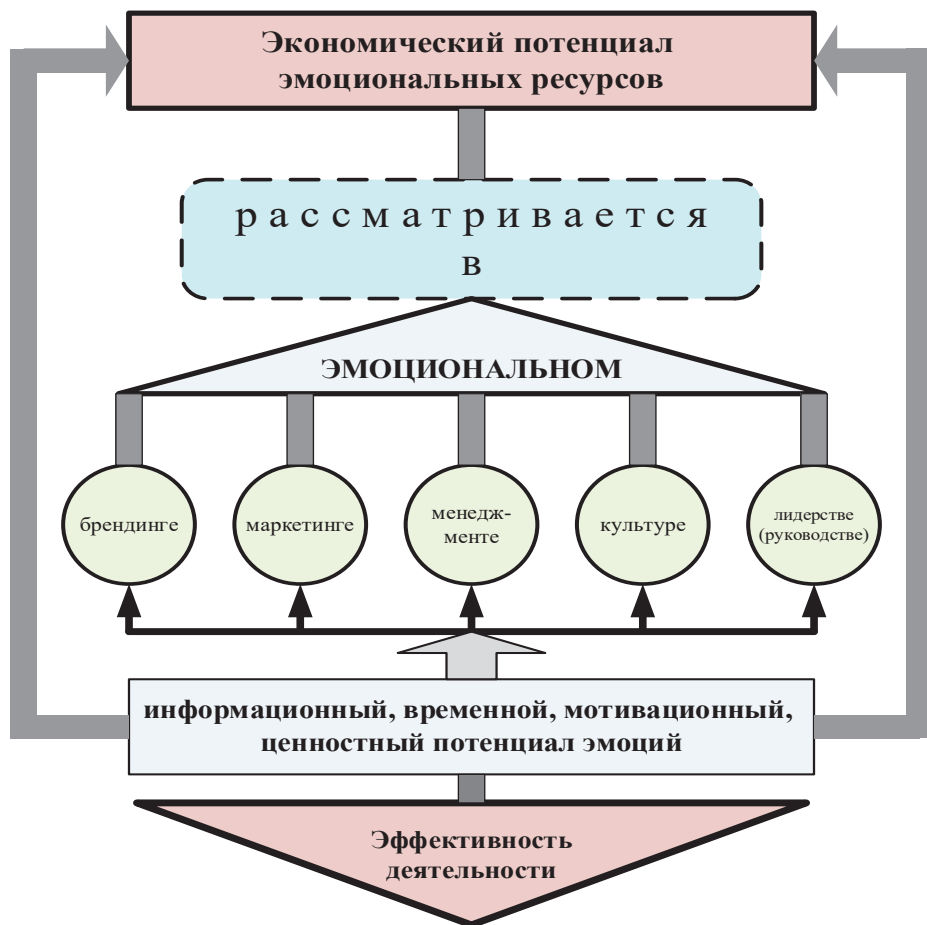 Экономический потенциал
эмоциональных ресурсов
рассматривается
в
ЭМОЦИОНАЛЬНОМ
брендинге
маркетинге
менедж-
менте
культуре
лидерстве
(руководстве)
информационный, временной, мотивационный,
ценностный потенциал эмоций
Эффективность
деятельности